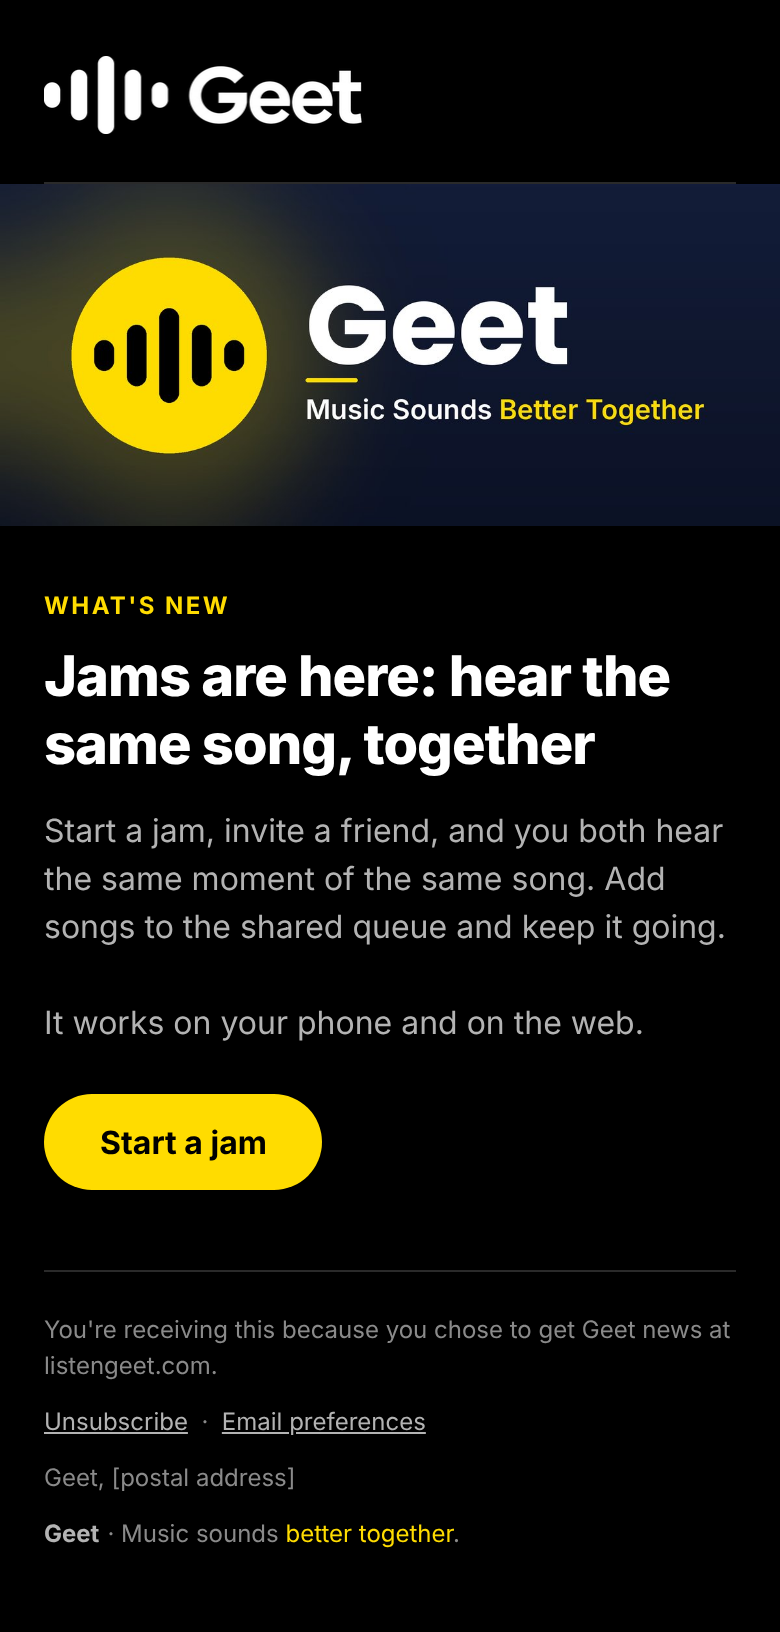 Geet
Geet
Music Sounds Better Together
WHAT'S NEW
Jams are here: hear the
same song, together
Start a jam, invite a friend, and you both hear
the same moment of the same song. Add
songs to the shared queue and keep it going.
It works on your phone and on the web.
Start a jam
You're receiving this because you chose to get Geet news at
listengeet.com.
Unsubscribe · Email preferences
Geet, [postal address]
Geet · Music sounds better together.